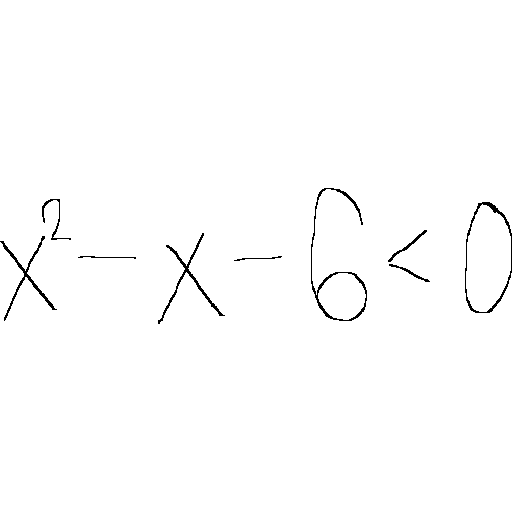 x² - x - 6 < 0